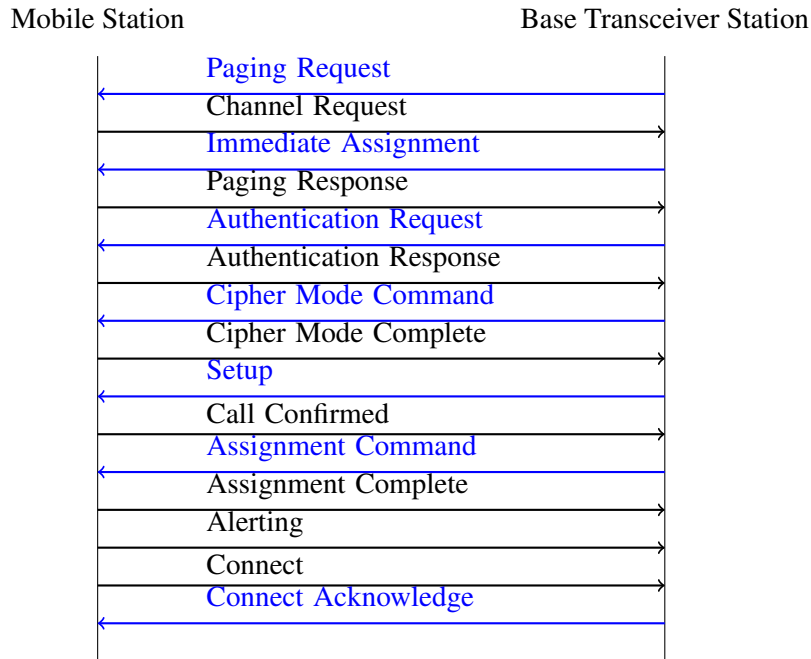 Mobile Station
Base Transceiver Station
Paging Request
Channel Request
Immediate Assignment
Paging Response
Authentication Request
Authentication Response
Cipher Mode Command
Cipher Mode Complete
Setup
Call Confirmed
Assignment Command
Assignment Complete
Alerting
Connect
Connect Acknowledge